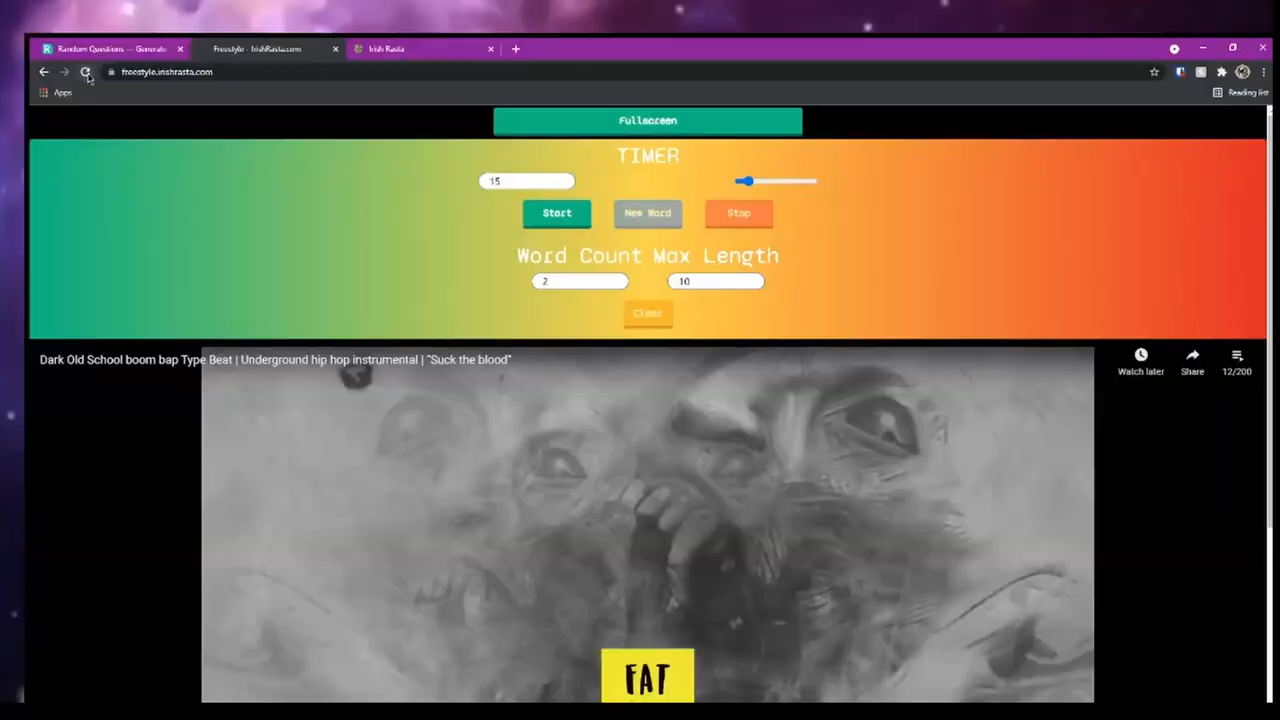 Random Questions — Generate
Freestyle - IrishRasta.com
Irish Rasta
freestyle.irishrasta.com
Apps
Reading list
Fullscreen
TIMER
15
Start
New Word
Stop
Word Count Max Length
2
10
Clear
Dark Old School boom bap Type Beat | Underground hip hop instrumental | "Suck the blood"
Watch later
Share
12/200
FAT